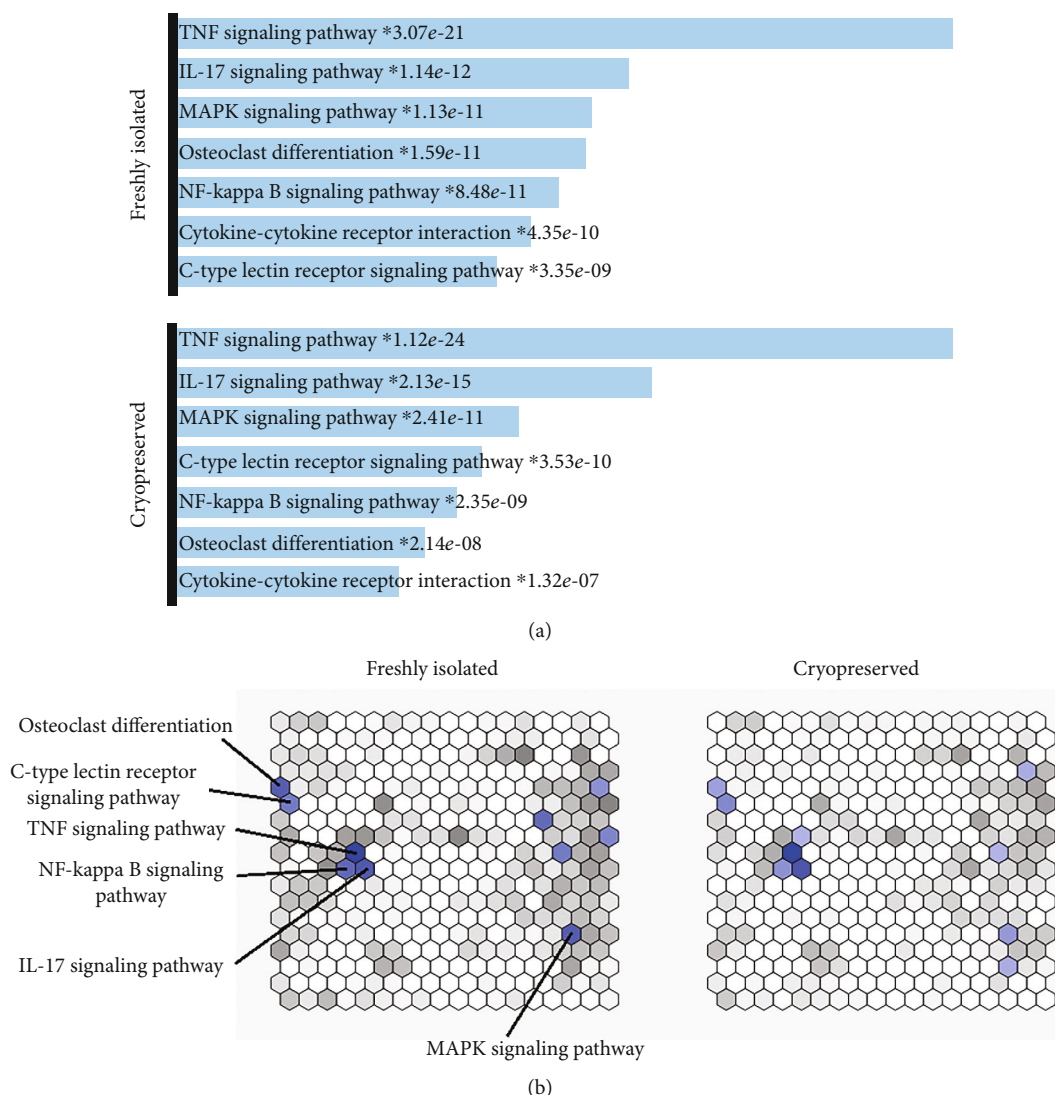 Freshly isolated
TNF signaling pathway *3.07e-21
IL-17 signaling pathway *1.14e-12
MAPK signaling pathway *1.13e-11
Osteoclast differentiation *1.59e-11
NF-kappa B signaling pathway *8.48e-11
Cytokine-cytokine receptor interaction *4.35e-10
C-type lectin receptor signaling pathway *3.35e-09
Cryopreserved
TNF signaling pathway *1.12e-24
IL-17 signaling pathway *2.13e-15
MAPK signaling pathway *2.41e-11
C-type lectin receptor signaling pathway *3.53e-10
NF-kappa B signaling pathway *2.35e-09
Osteoclast differentiation *2.14e-08
Cytokine-cytokine receptor interaction *1.32e-07
(a)
Freshly isolated
Cryopreserved
Osteoclast differentiation
C-type lectin receptor
signaling pathway
TNF signaling pathway
NF-kappa B signaling
pathway
IL-17 signaling pathway
MAPK signaling pathway
(b)